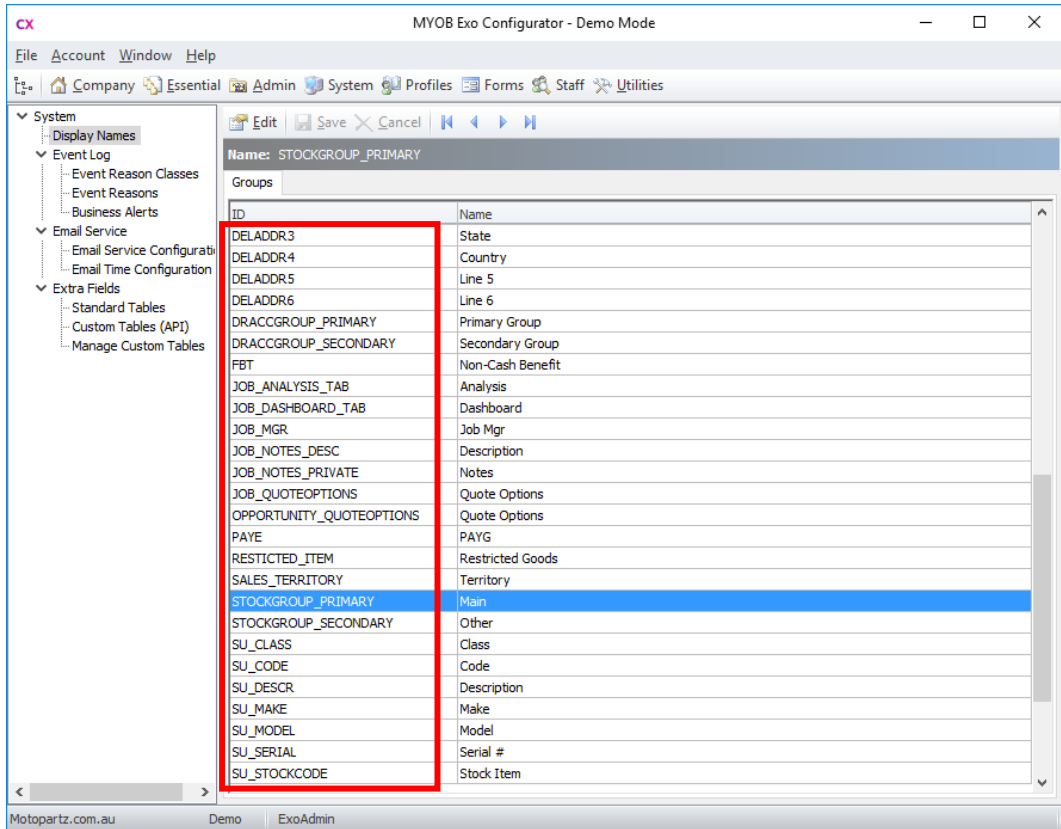 CX MYOB Exo Configurator - Demo Mode
File Account Window Help
Company Essential Admin System Profiles Forms Staff Utilities
System
Display Names
Event Log
Event Reason Classes
Event Reasons
Business Alerts
Email Service
Email Service Configurati
Email Time Configuration
Extra Fields
Standard Tables
Custom Tables (API)
Manage Custom Tables
Edit Save Cancel
Name: STOCKGROUP_PRIMARY
Groups
ID Name
DELADDR3 State
DELADDR4 Country
DELADDR5 Line 5
DELADDR6 Line 6
DRACCGROUP_PRIMARY Primary Group
DRACCGROUP_SECONDARY Secondary Group
FBT Non-Cash Benefit
JOB_ANALYSIS_TAB Analysis
JOB_DASHBOARD_TAB Dashboard
JOB_MGR Job Mgr
JOB_NOTES_DESC Description
JOB_NOTES_PRIVATE Notes
JOB_QUOTEOPTIONS Quote Options
OPPORTUNITY_QUOTEOPTIONS Quote Options
PAYE PAYG
RESTICTED_ITEM Restricted Goods
SALES_TERRITORY Territory
STOCKGROUP_PRIMARY Main
STOCKGROUP_SECONDARY Other
SU_CLASS Class
SU_CODE Code
SU_DESCR Description
SU_MAKE Make
SU_MODEL Model
SU_SERIAL Serial #
SU_STOCKCODE Stock Item
Motopartz.com.au Demo ExoAdmin